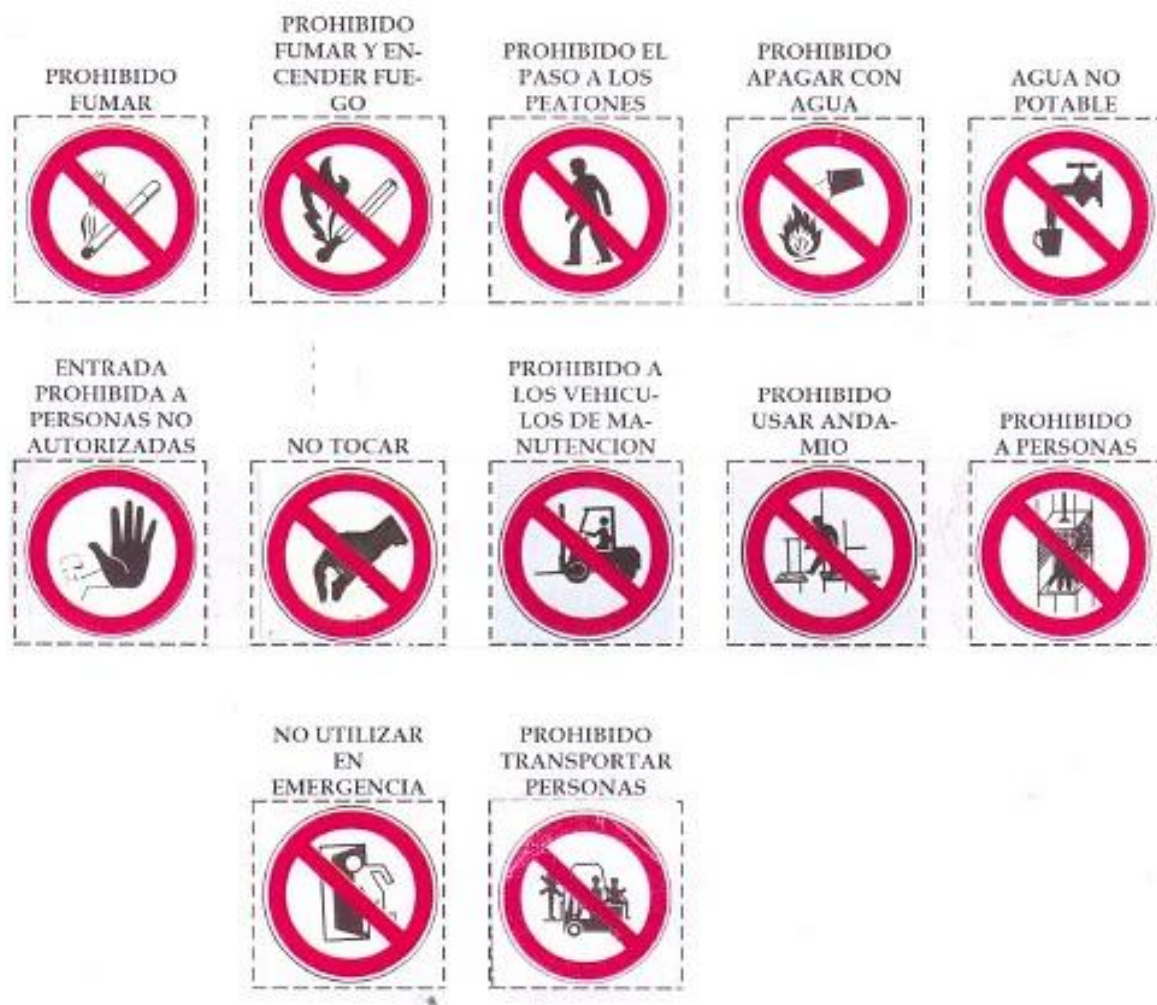 PROHIBIDO
FUMAR
PROHIBIDO
FUMAR Y EN-
CENDER FUE-
GO
PROHIBIDO EL
PASO A LOS
PEATONES
PROHIBIDO
APAGAR CON
AGUA
AGUA NO
POTABLE
ENTRADA
PROHIBIDA A
PERSONAS NO
AUTORIZADAS
NO TOCAR
PROHIBIDO A
LOS VEHICU-
LOS DE MA-
NUTENCION
PROHIBIDO
USAR ANDA-
MIO
PROHIBIDO
A PERSONAS
NO UTILIZAR
EN
EMERGENCIA
PROHIBIDO
TRANSPORTAR
PERSONAS